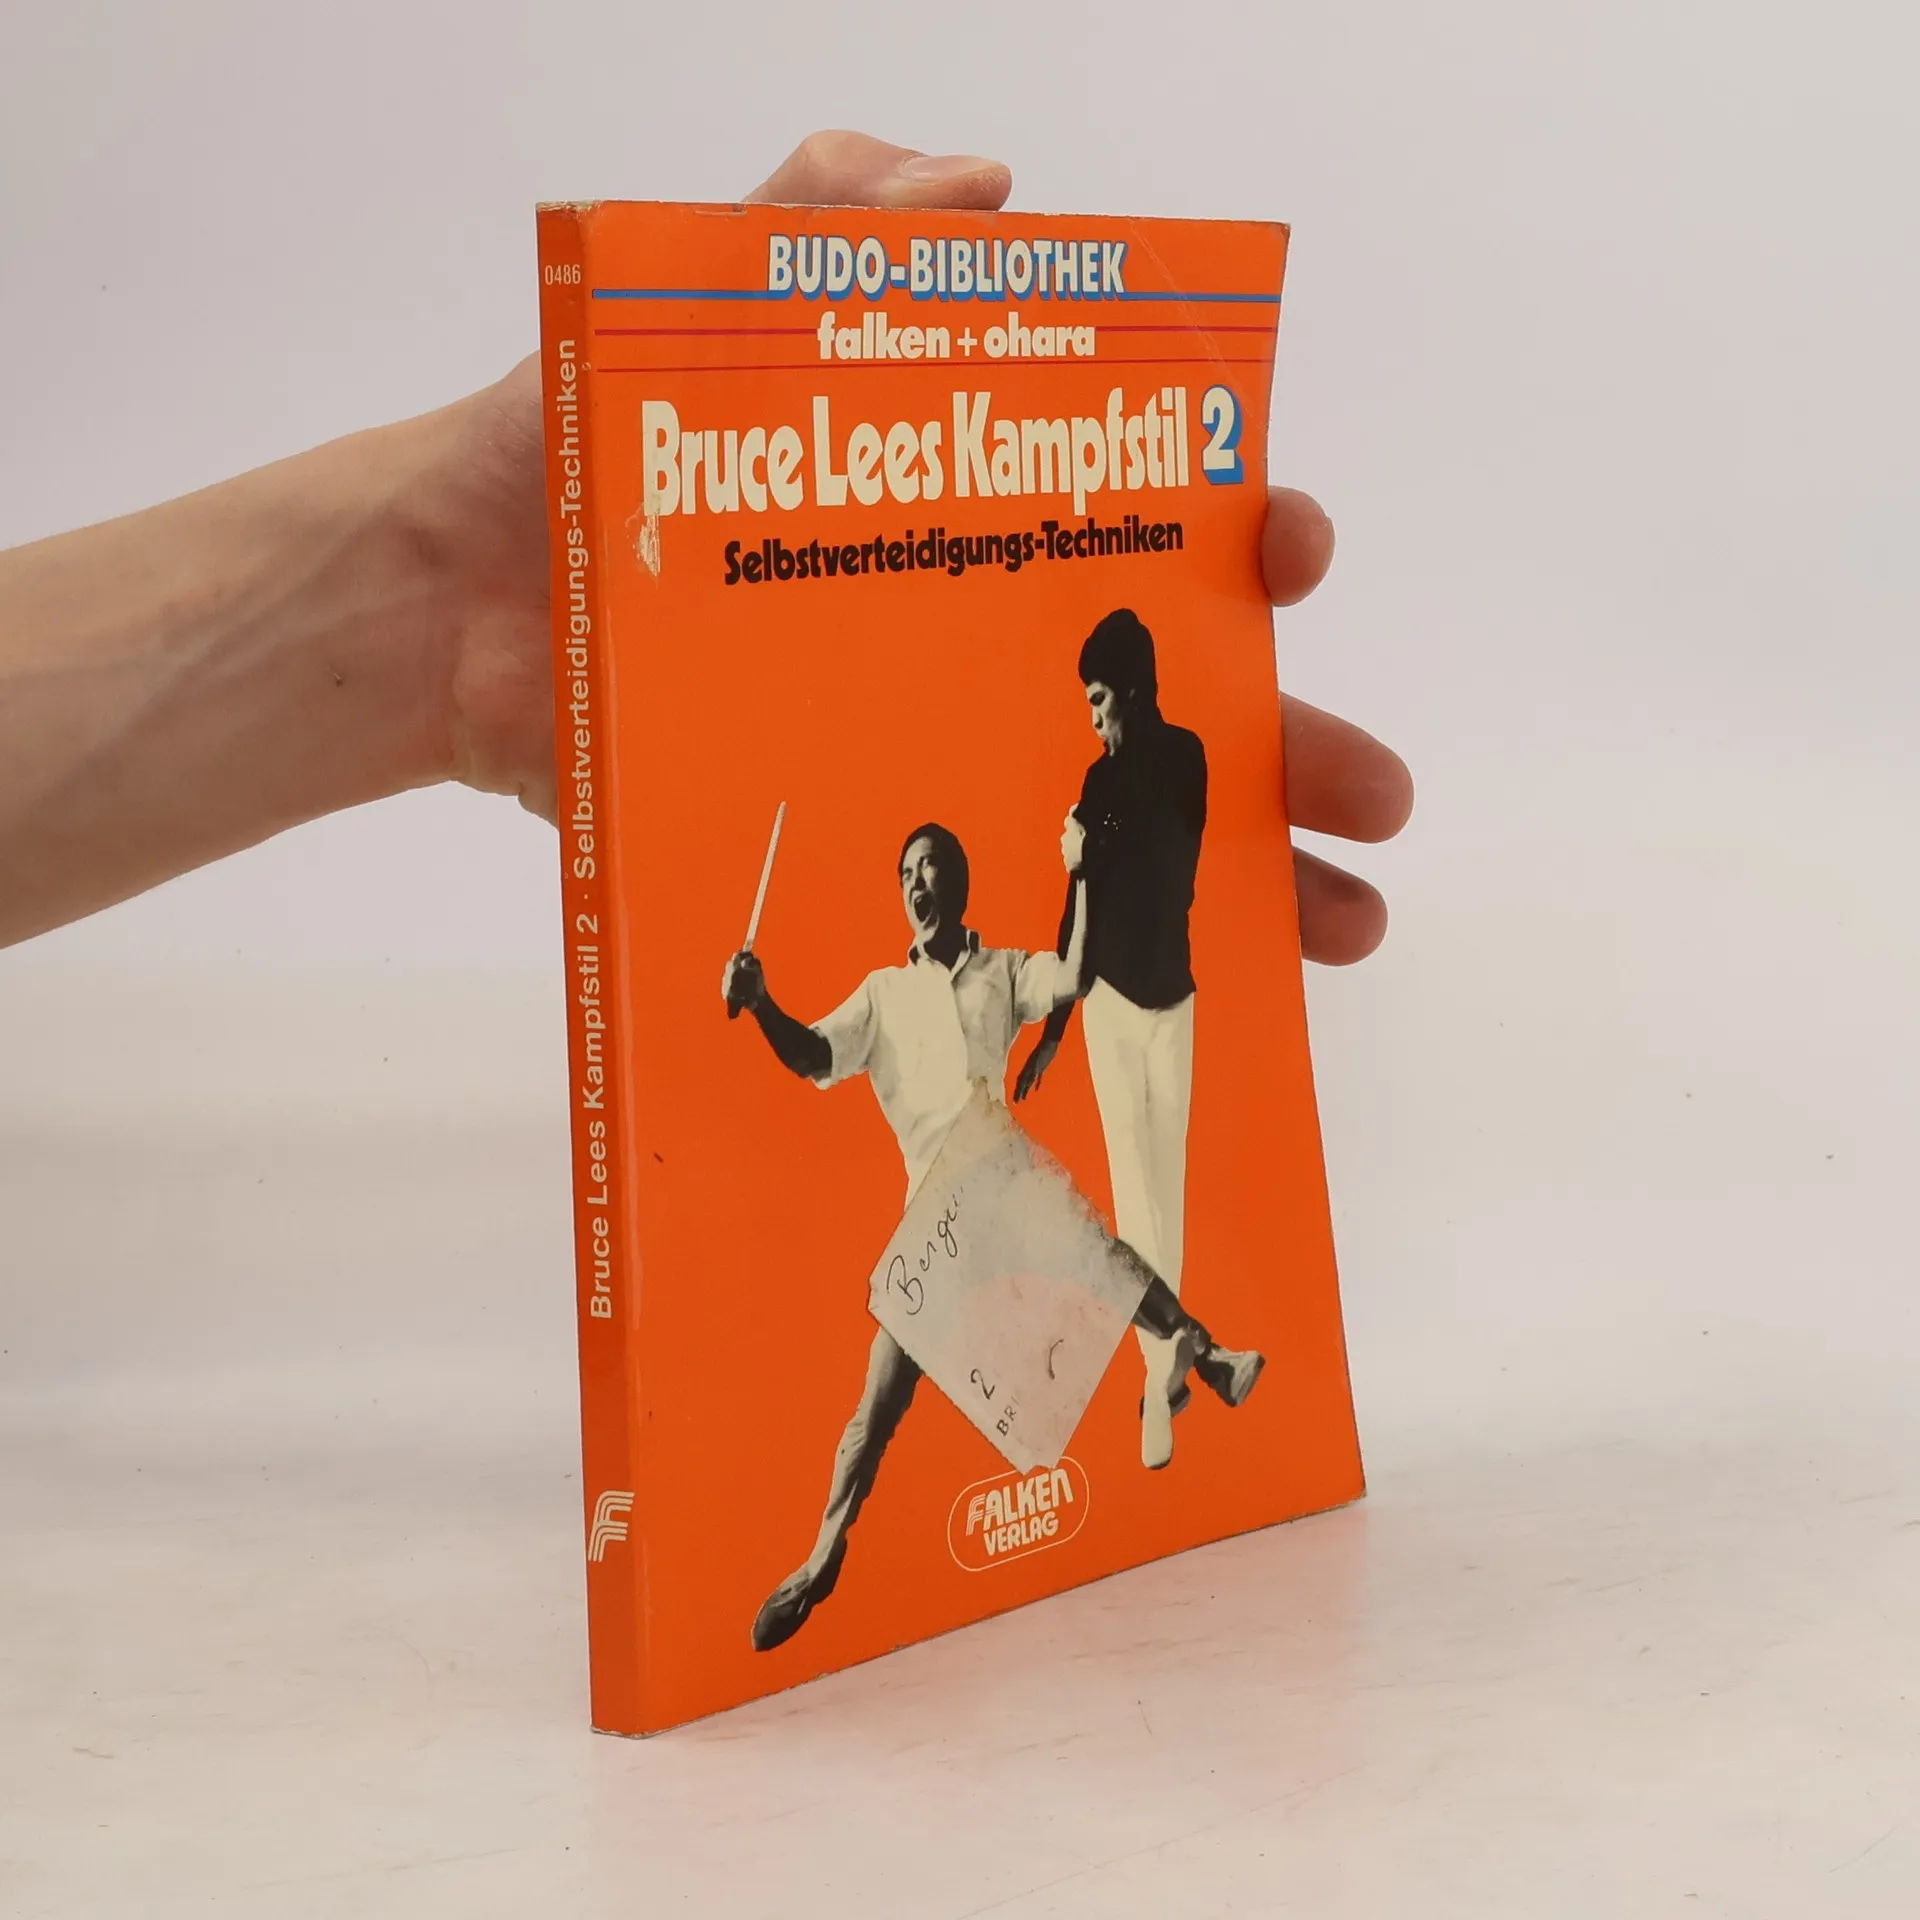 0486
Bruce Lees Kampfstil 2 · Selbstverteidigungs-Techniken
BUDO-BIBLIOTHEK
falken + ohara
Bruce Lees Kampfstil 2
Selbstverteidigungs-Techniken
2
BRI
FALKEN
VERLAG